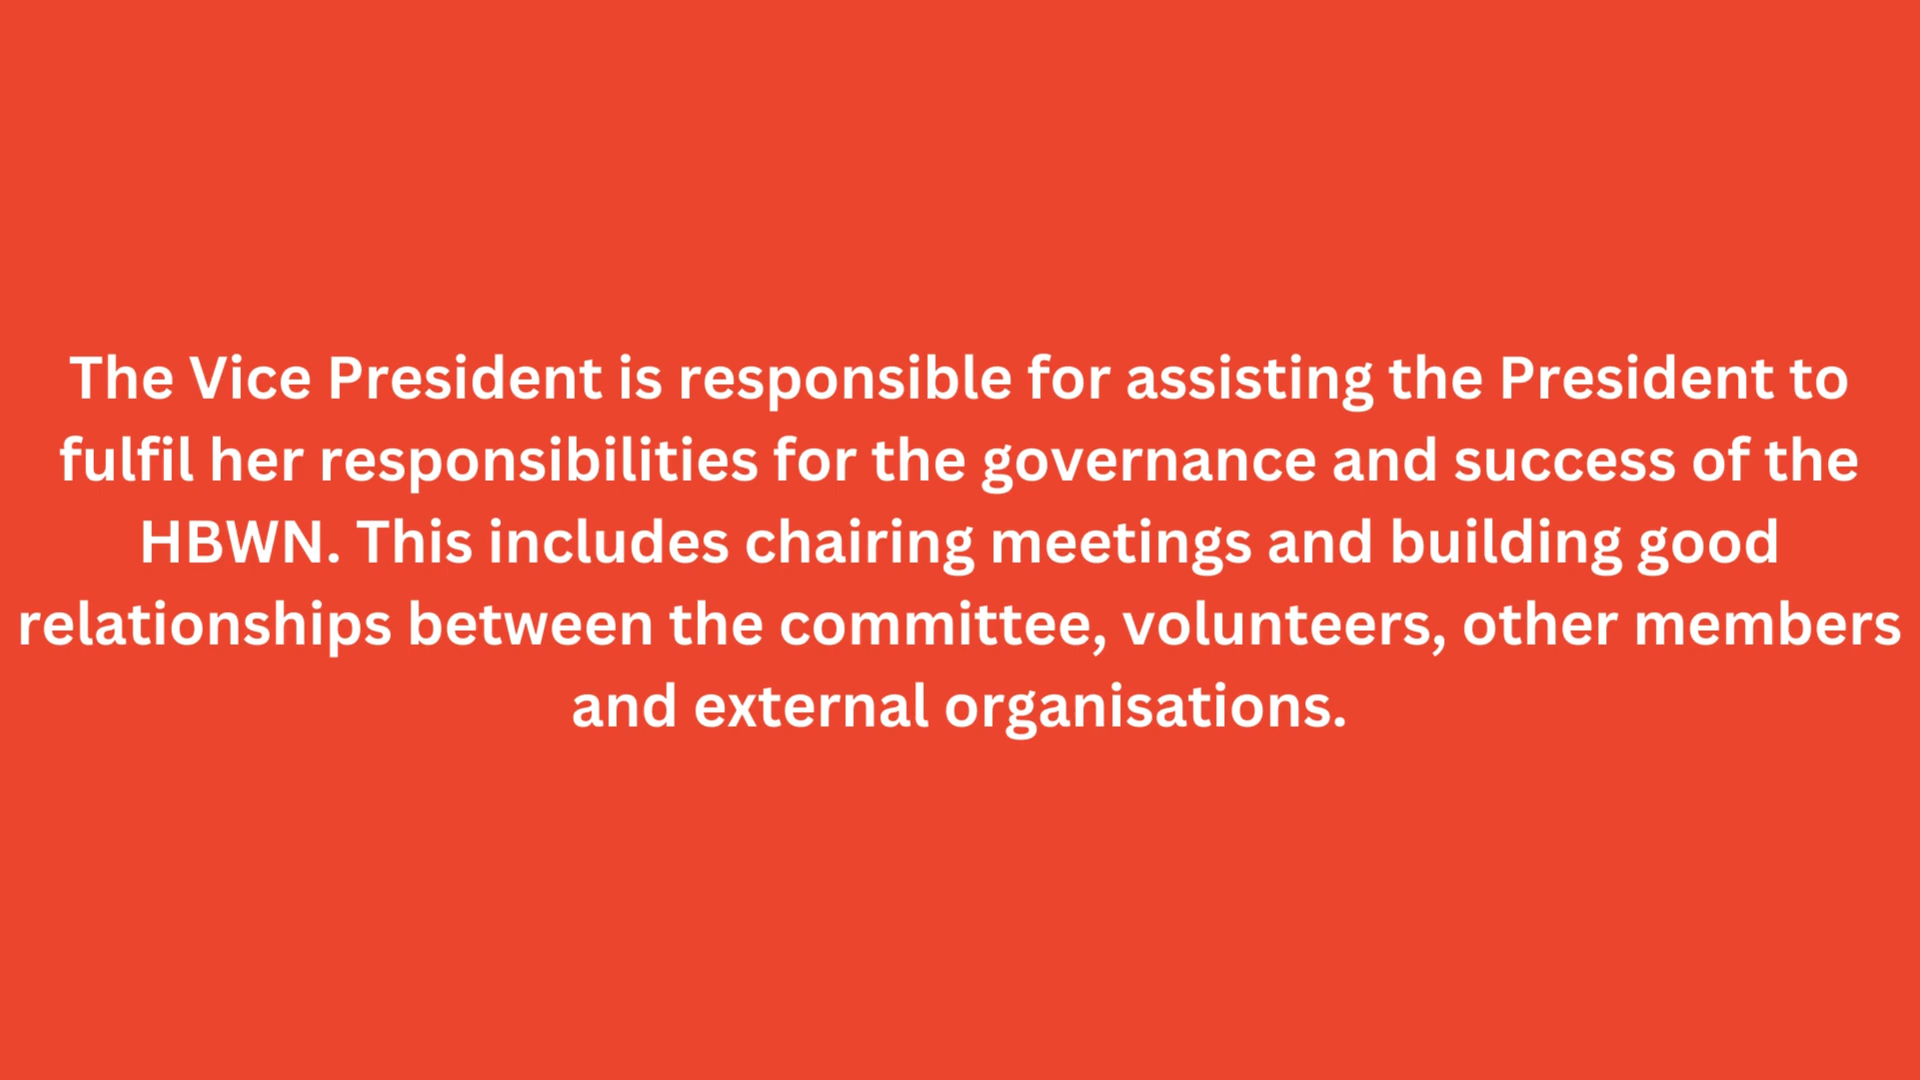 The Vice President is responsible for assisting the President to
fulfil her responsibilities for the governance and success of the
HBWN. This includes chairing meetings and building good
relationships between the committee, volunteers, other members
and external organisations.